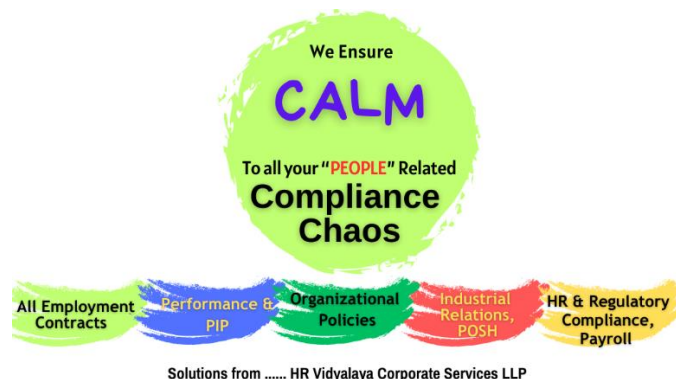 We Ensure
CALM
To all your “PEOPLE” Related
Compliance
Chaos
All Employment
Contracts
Performance &
PIP
Organizational
Policies
Industrial
Relations,
POSH
HR & Regulatory
Compliance,
Payroll
Solutions from ...... HR Vidyalaya Corporate Services LLP